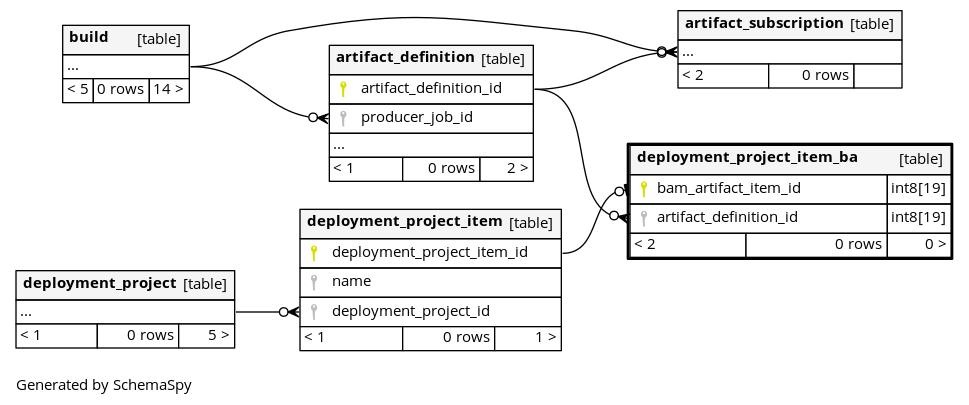 build [table]
...
< 5 0 rows 14 >
artifact_definition [table]
artifact_definition_id
producer_job_id
...
< 1 0 rows 2 >
artifact_subscription [table]
...
< 2 0 rows
deployment_project_item_ba [table]
bam_artifact_item_id int8[19]
artifact_definition_id int8[19]
< 2 0 rows 0 >
deployment_project_item [table]
deployment_project_item_id
name
deployment_project_id
< 1 0 rows 1 >
deployment_project [table]
...
< 1 0 rows 5 >
Generated by SchemaSpy